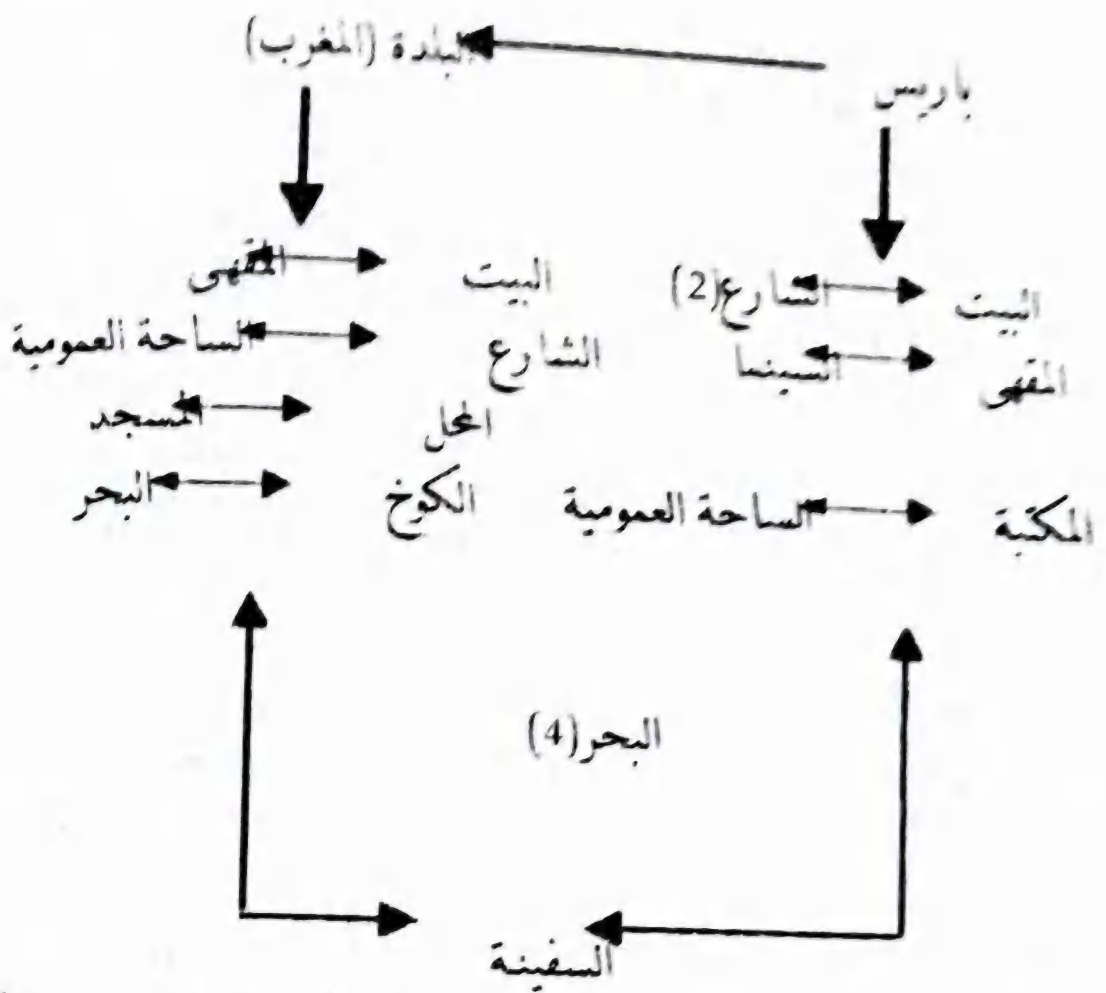 البلدة (المغرب)
باريس
البيت الشارع(2)
المقهى السينما
المكتبة الساحة العمومية
البيت المقهى
الشارع الساحة العمومية
المحل المسجد
الكوخ البحر
البحر(4)
السفينة